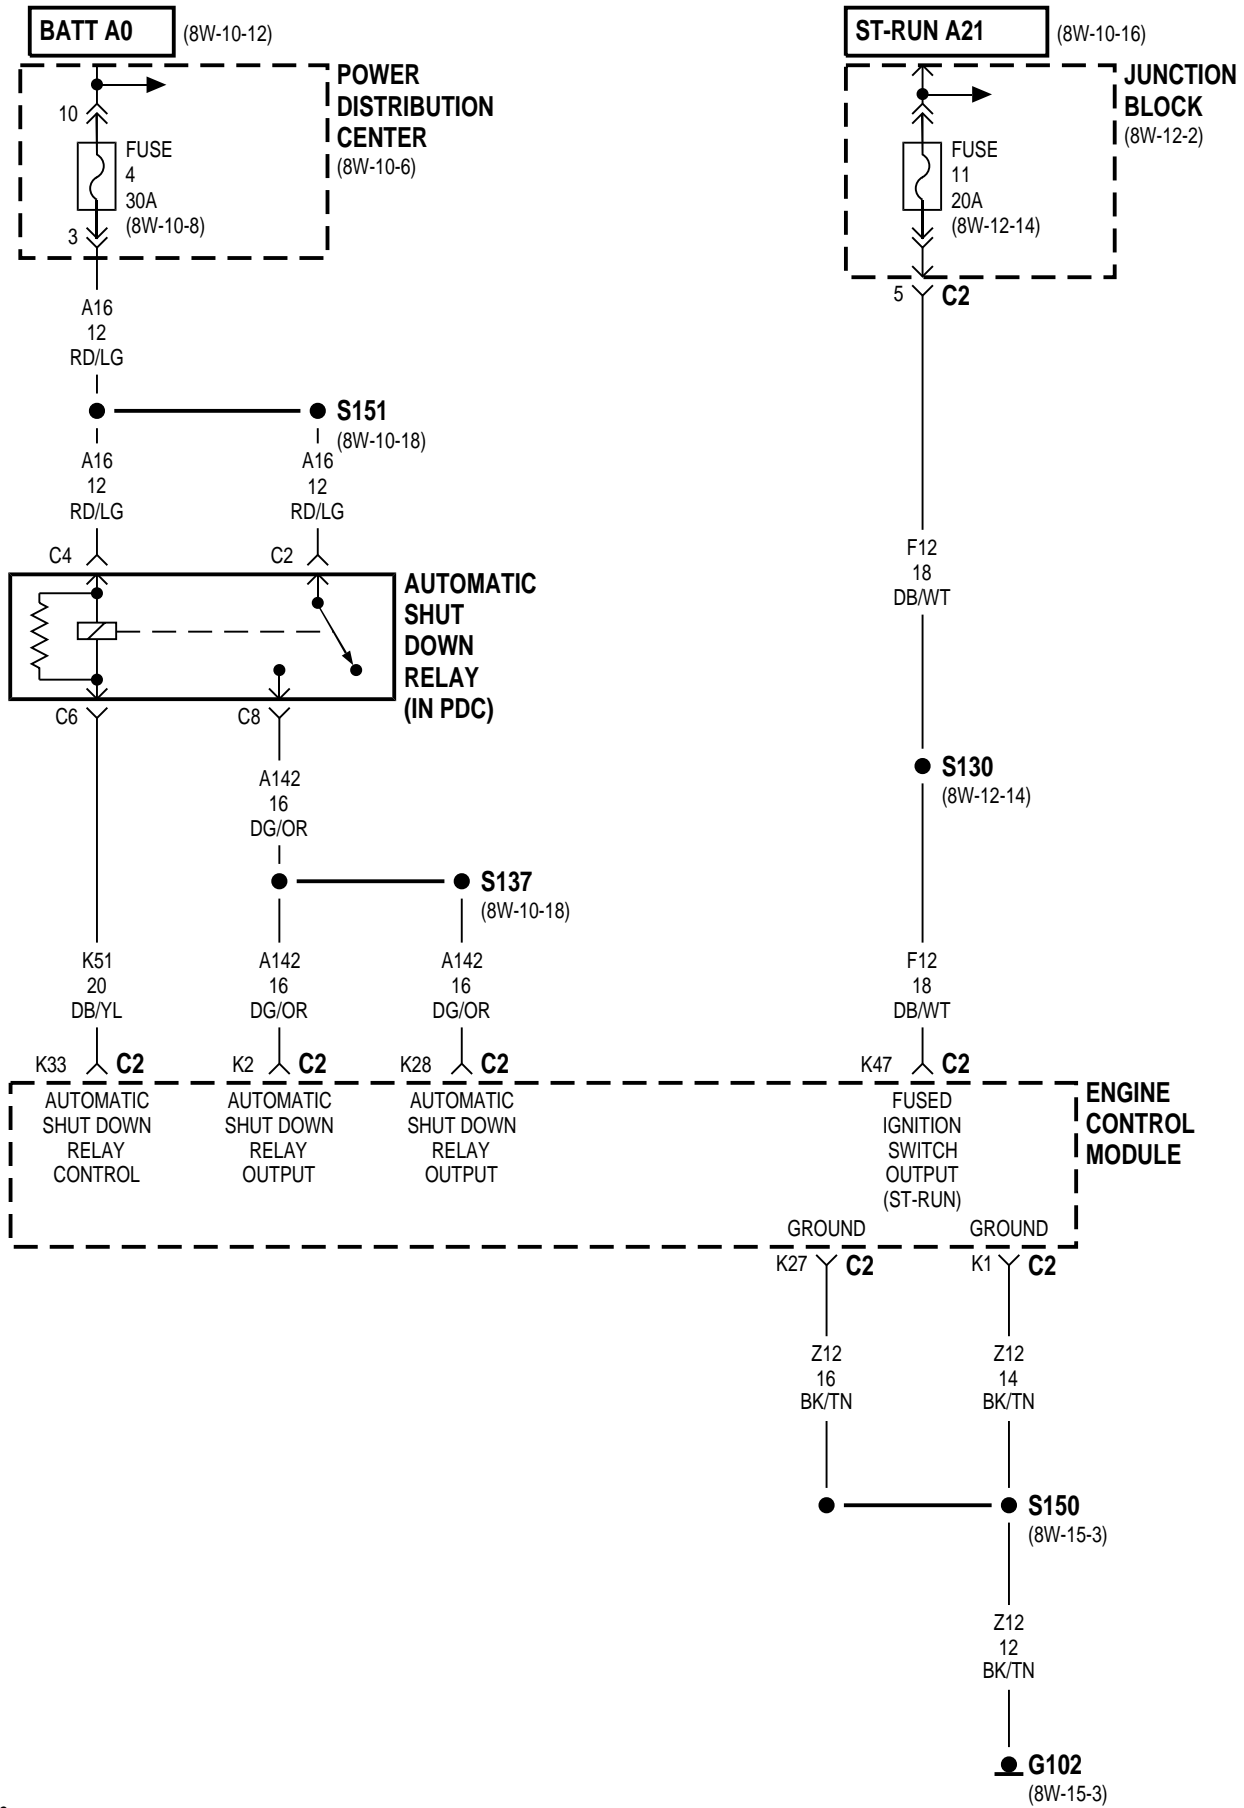 BATT A0 (8W-10-12)
ST-RUN A21 (8W-10-16)
POWER
DISTRIBUTION
CENTER
(8W-10-6)
10
FUSE
4
30A
(8W-10-8)
3
JUNCTION
BLOCK
(8W-12-2)
FUSE
11
20A
(8W-12-14)
5 C2
A16
12
RD/LG
S151
(8W-10-18)
A16
12
RD/LG
A16
12
RD/LG
C4
C2
AUTOMATIC
SHUT
DOWN
RELAY
(IN PDC)
C6
C8
F12
18
DB/WT
S130
(8W-12-14)
A142
16
DG/OR
S137
(8W-10-18)
K51
20
DB/YL
A142
16
DG/OR
A142
16
DG/OR
F12
18
DB/WT
K33 C2
K2 C2
K28 C2
K47 C2
AUTOMATIC
SHUT DOWN
RELAY
CONTROL
AUTOMATIC
SHUT DOWN
RELAY
OUTPUT
AUTOMATIC
SHUT DOWN
RELAY
OUTPUT
FUSED
IGNITION
SWITCH
OUTPUT
(ST-RUN)
ENGINE
CONTROL
MODULE
GROUND
GROUND
K27 C2
K1 C2
Z12
16
BK/TN
Z12
14
BK/TN
S150
(8W-15-3)
Z12
12
BK/TN
G102
(8W-15-3)